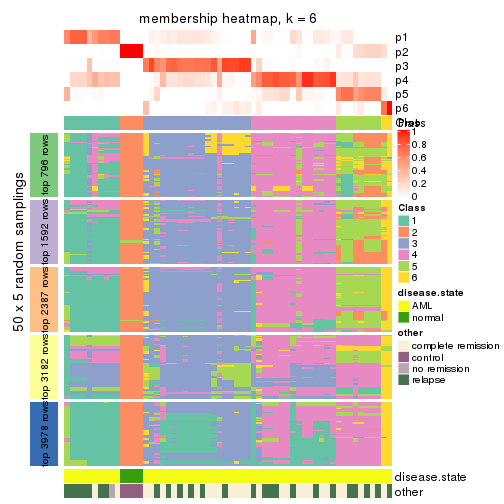 membership heatmap, k = 6
p1
p2
p3
p4
p5
p6
Class
Prob
1
0.8
0.6
0.4
0.2
0
Class
1
2
3
4
5
6
disease.state
AML
normal
other
complete remission
control
no remission
relapse
50 x 5 random samplings
top 796 rows
top 1592 rows
top 2387 rows
top 3182 rows
top 3978 rows
disease.state
other